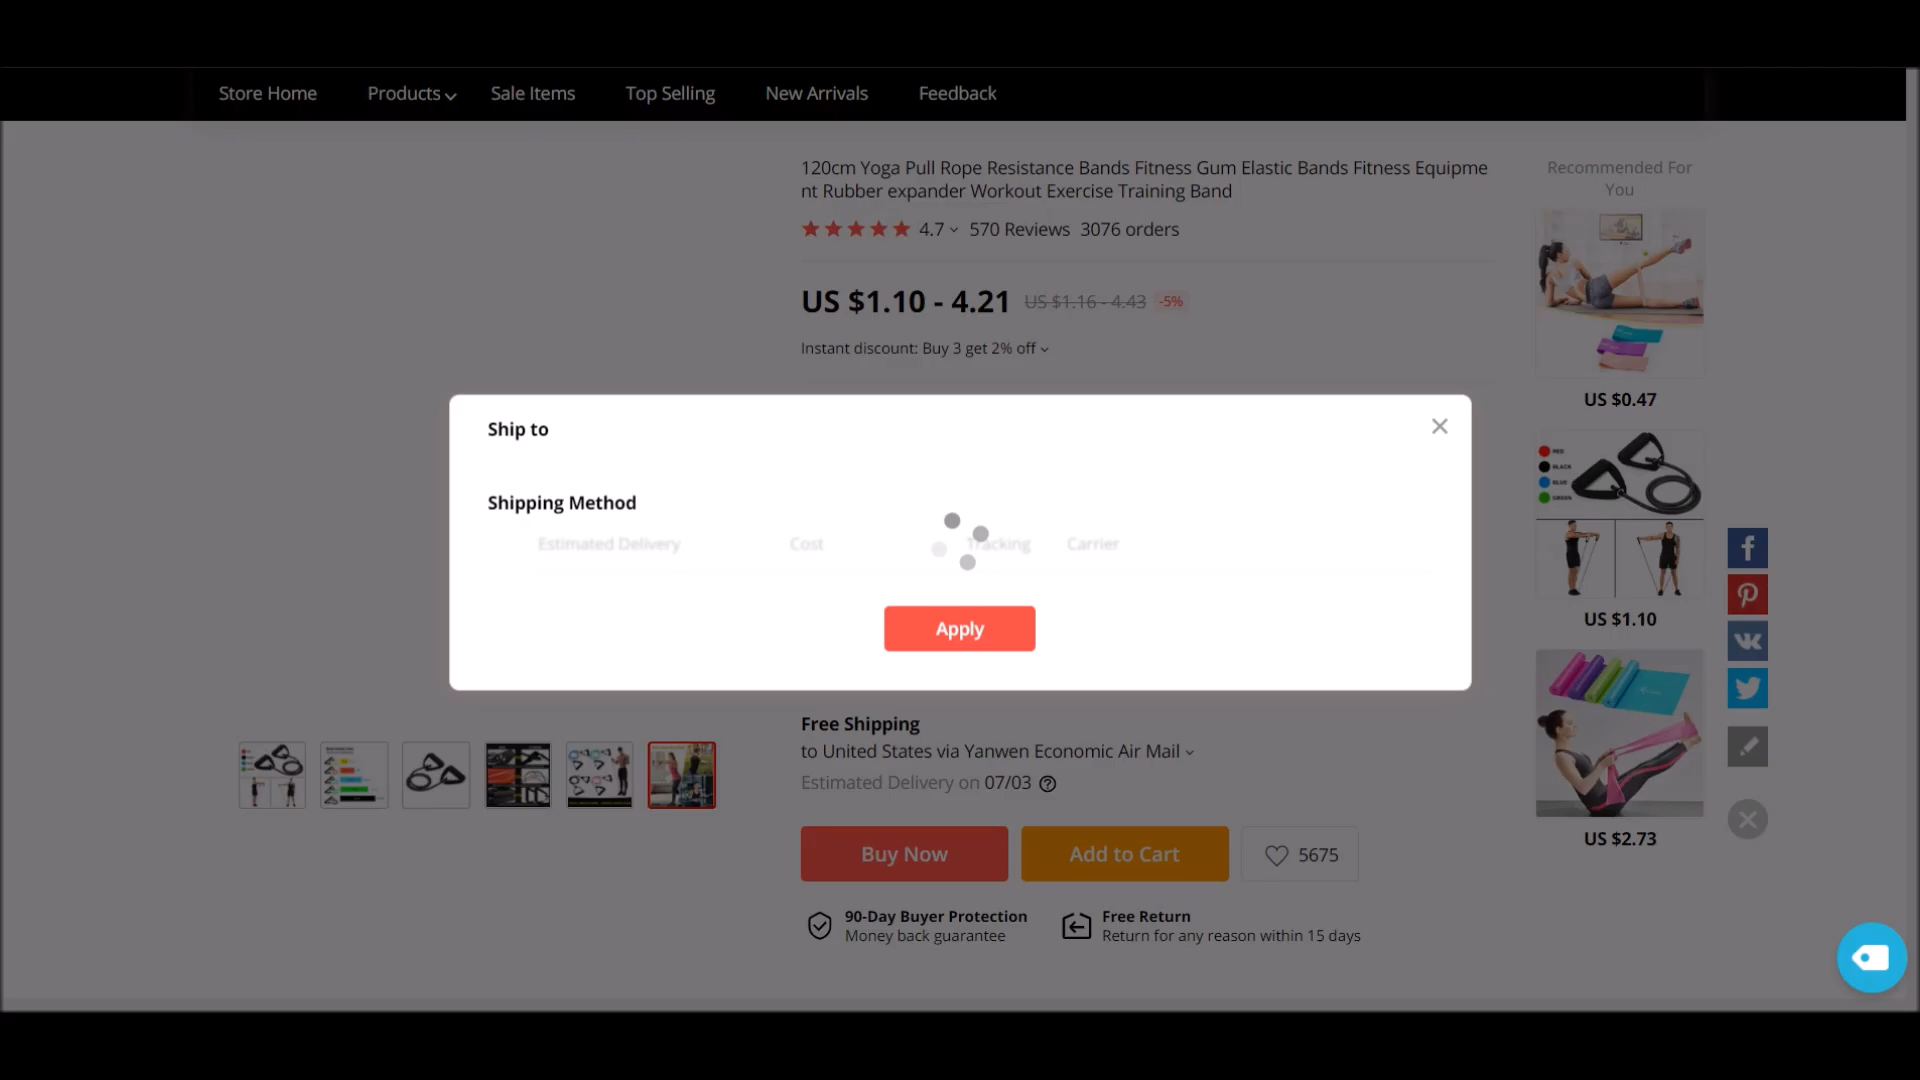 Store Home
Products
Sale Items
Top Selling
New Arrivals
Feedback
120cm Yoga Pull Rope Resistance Bands Fitness Gum Elastic Bands Fitness Equipme
nt Rubber expander Workout Exercise Training Band
4.7 570 Reviews 3076 orders
US $1.10 - 4.21 US $1.16 - 4.43 -5%
Instant discount: Buy 3 get 2% off
Ship to
Shipping Method
Estimated Delivery Cost Tracking Carrier
Apply
Free Shipping
to United States via Yanwen Economic Air Mail
Estimated Delivery on 07/03
Buy Now
Add to Cart
5675
90-Day Buyer Protection
Money back guarantee
Free Return
Return for any reason within 15 days
Recommended For
You
US $0.47
RED
BLACK
BLUE
GREEN
US $1.10
US $2.73